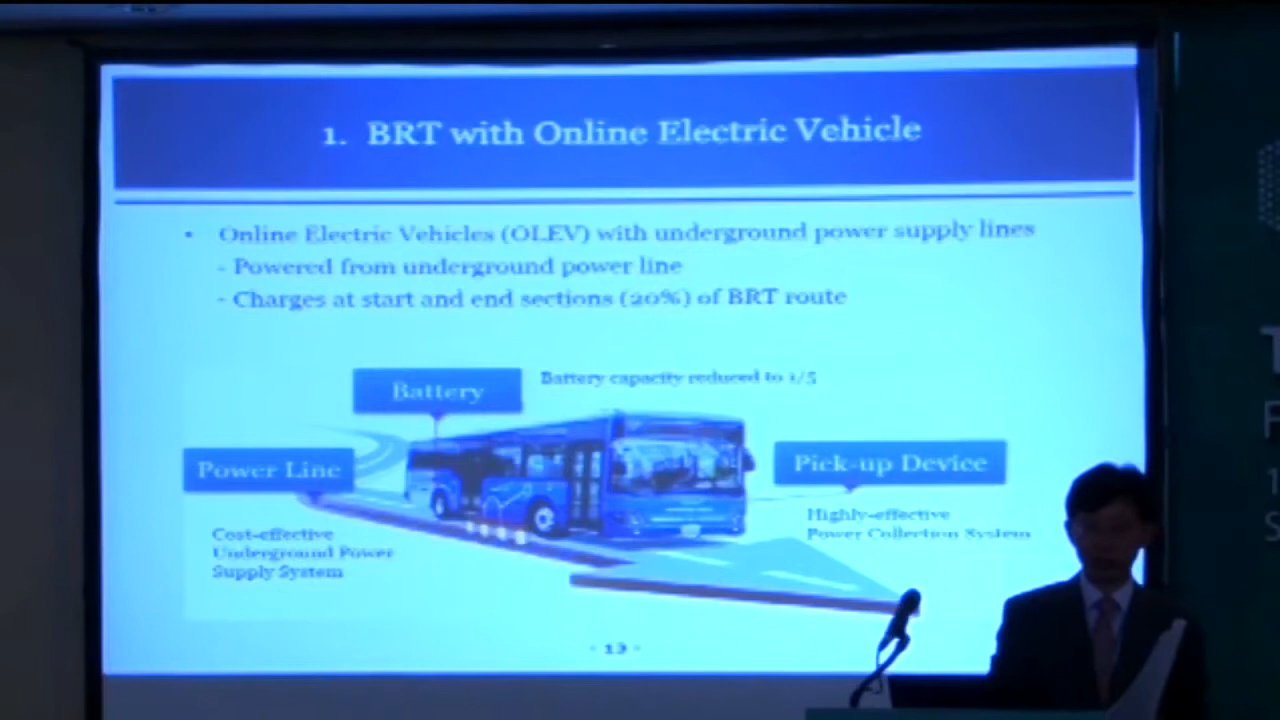 1. BRT with Online Electric Vehicle
• Online Electric Vehicles (OLEV) with underground power supply lines
- Powered from underground power line
- Charges at start and end sections (20%) of BRT route
Battery
Battery capacity reduced to 1/5
Power Line
Pick-up Device
Cost-effective
Underground Power
Supply System
Highly-effective
Power Collection System
- 13 -
T
F
1
S